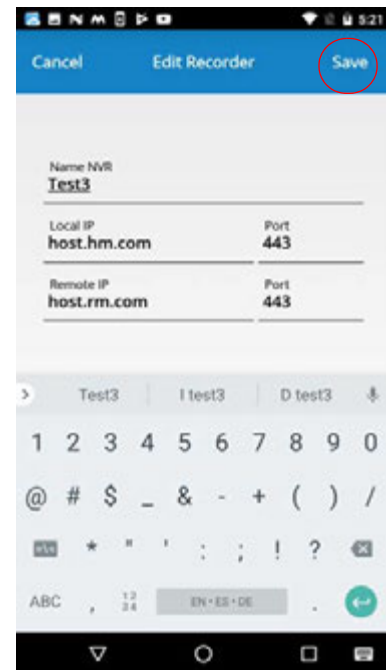 5:21
Cancel Edit Recorder Save
Name NVR
Test3
Local IP Port
host.hm.com 443
Remote IP Port
host.rm.com 443
Test3 I test3 D test3
1 2 3 4 5 6 7 8 9 0
@ # $ _ & - + ( ) /
* " ' : ; ! ?
ABC , 12 EN • ES • DE .
34